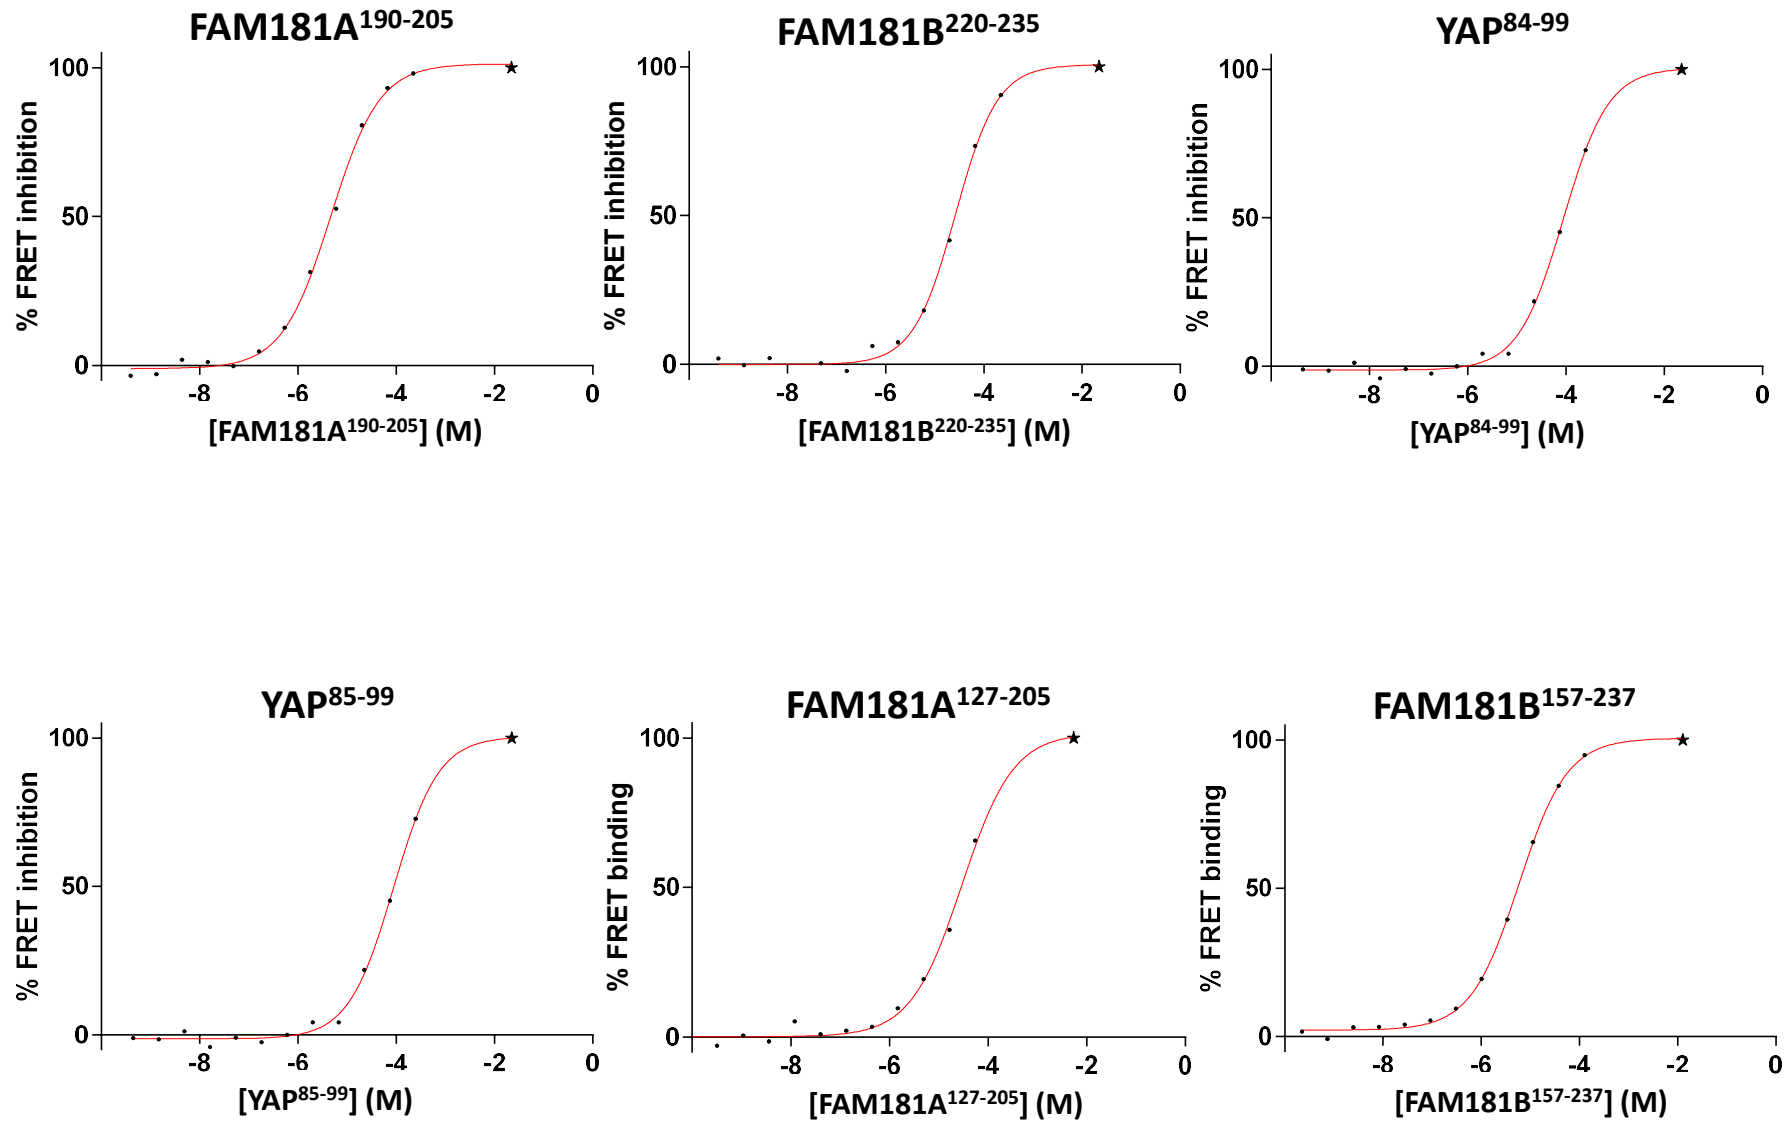 FAM181A¹⁹⁰⁻²⁰⁵
100
50
0
-8 -6 -4 -2 0
% FRET inhibition
[FAM181A¹⁹⁰⁻²⁰⁵] (M)
FAM181B²²⁰⁻²³⁵
100
50
0
-8 -6 -4 -2 0
% FRET inhibition
[FAM181B²²⁰⁻²³⁵] (M)
YAP⁸⁴⁻⁹⁹
100
50
0
-8 -6 -4 -2 0
% FRET inhibition
[YAP⁸⁴⁻⁹⁹] (M)
YAP⁸⁵⁻⁹⁹
100
50
0
-8 -6 -4 -2 0
% FRET inhibition
[YAP⁸⁵⁻⁹⁹] (M)
FAM181A¹²⁷⁻²⁰⁵
100
50
0
-8 -6 -4 -2 0
% FRET binding
[FAM181A¹²⁷⁻²⁰⁵] (M)
FAM181B¹⁵⁷⁻²³⁷
100
50
0
-8 -6 -4 -2 0
% FRET binding
[FAM181B¹⁵⁷⁻²³⁷] (M)